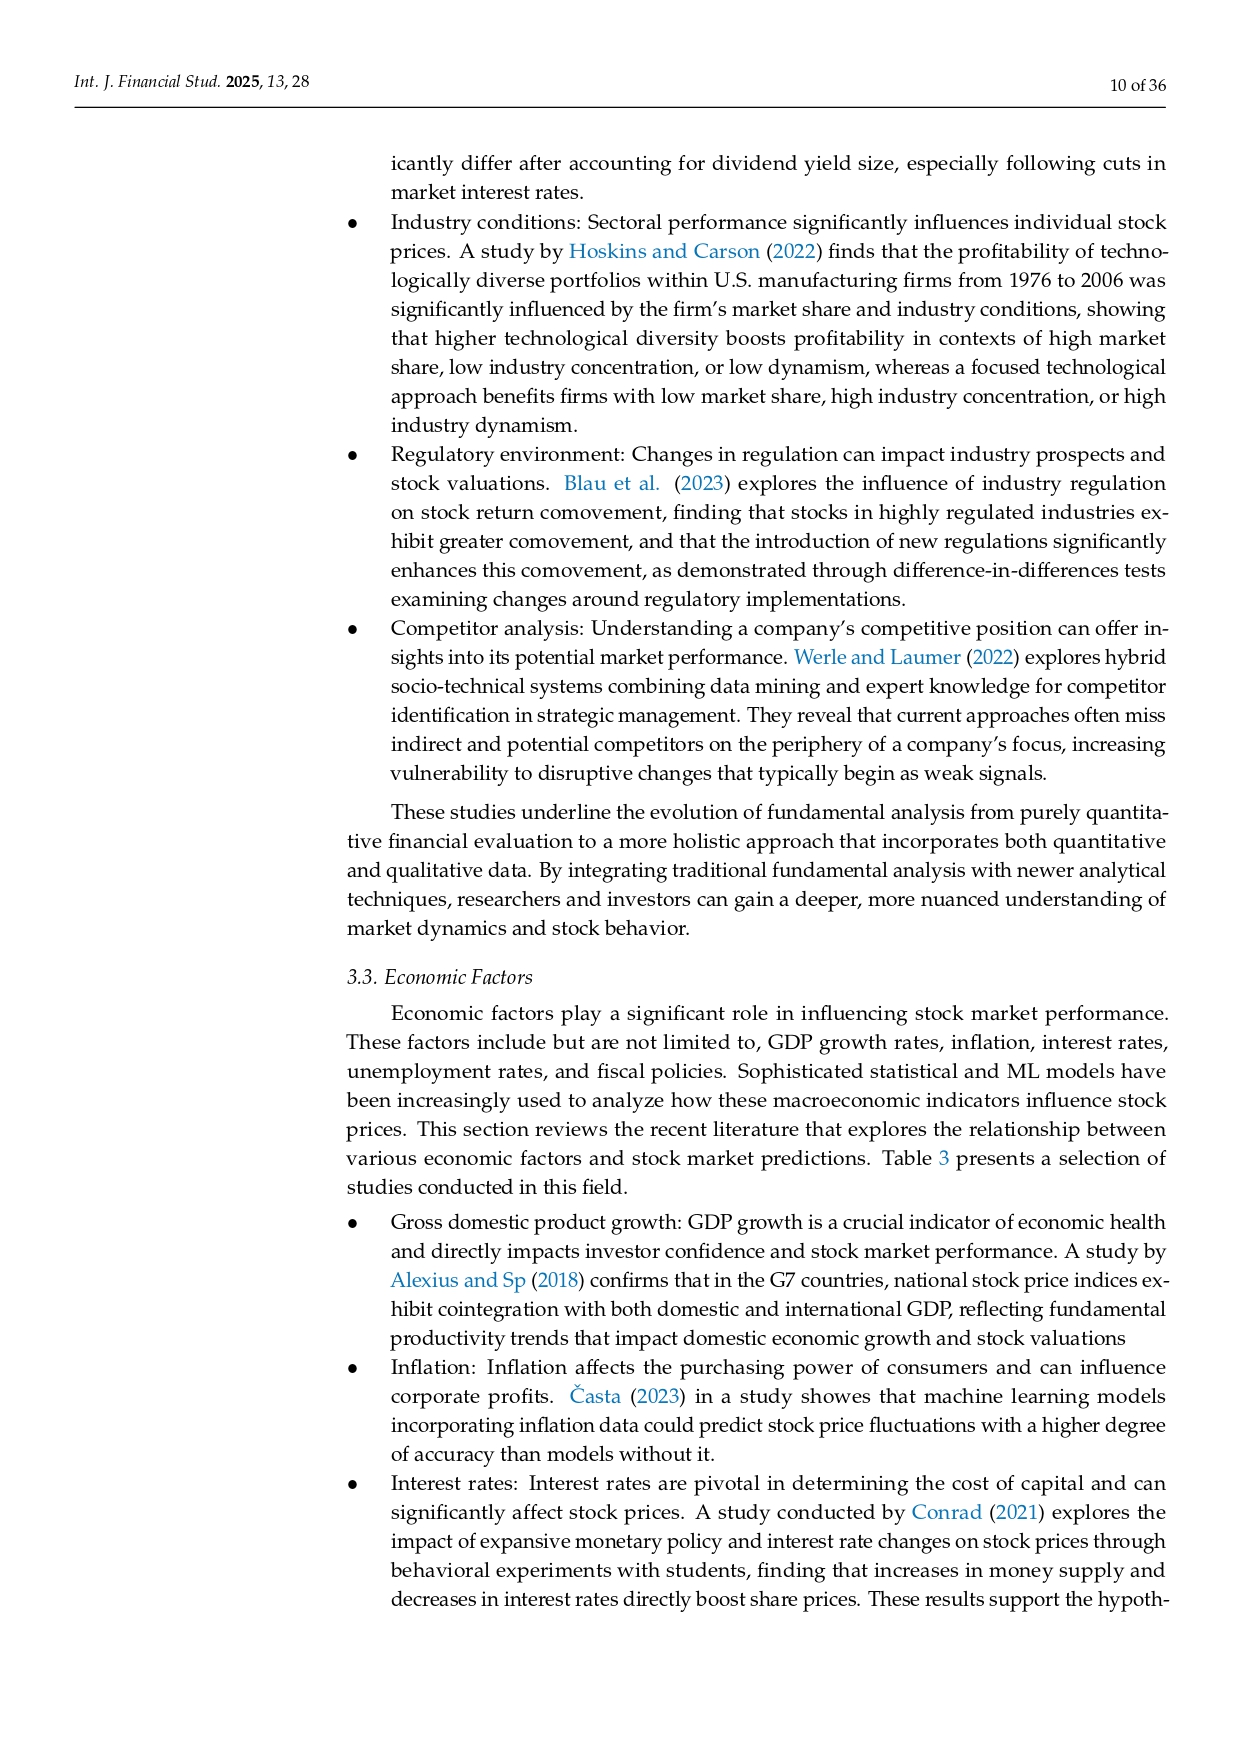 Int. J. Financial Stud. 2025, 13, 28
10 of 36
icantly differ after accounting for dividend yield size, especially following cuts in
market interest rates.
● Industry conditions: Sectoral performance significantly influences individual stock
prices. A study by Hoskins and Carson (2022) finds that the profitability of techno-
logically diverse portfolios within U.S. manufacturing firms from 1976 to 2006 was
significantly influenced by the firm’s market share and industry conditions, showing
that higher technological diversity boosts profitability in contexts of high market
share, low industry concentration, or low dynamism, whereas a focused technological
approach benefits firms with low market share, high industry concentration, or high
industry dynamism.
● Regulatory environment: Changes in regulation can impact industry prospects and
stock valuations. Blau et al. (2023) explores the influence of industry regulation
on stock return comovement, finding that stocks in highly regulated industries ex-
hibit greater comovement, and that the introduction of new regulations significantly
enhances this comovement, as demonstrated through difference-in-differences tests
examining changes around regulatory implementations.
● Competitor analysis: Understanding a company’s competitive position can offer in-
sights into its potential market performance. Werle and Laumer (2022) explores hybrid
socio-technical systems combining data mining and expert knowledge for competitor
identification in strategic management. They reveal that current approaches often miss
indirect and potential competitors on the periphery of a company’s focus, increasing
vulnerability to disruptive changes that typically begin as weak signals.
These studies underline the evolution of fundamental analysis from purely quantita-
tive financial evaluation to a more holistic approach that incorporates both quantitative
and qualitative data. By integrating traditional fundamental analysis with newer analytical
techniques, researchers and investors can gain a deeper, more nuanced understanding of
market dynamics and stock behavior.
3.3. Economic Factors
Economic factors play a significant role in influencing stock market performance.
These factors include but are not limited to, GDP growth rates, inflation, interest rates,
unemployment rates, and fiscal policies. Sophisticated statistical and ML models have
been increasingly used to analyze how these macroeconomic indicators influence stock
prices. This section reviews the recent literature that explores the relationship between
various economic factors and stock market predictions. Table 3 presents a selection of
studies conducted in this field.
● Gross domestic product growth: GDP growth is a crucial indicator of economic health
and directly impacts investor confidence and stock market performance. A study by
Alexius and Sp (2018) confirms that in the G7 countries, national stock price indices ex-
hibit cointegration with both domestic and international GDP, reflecting fundamental
productivity trends that impact domestic economic growth and stock valuations
● Inflation: Inflation affects the purchasing power of consumers and can influence
corporate profits. Časta (2023) in a study showes that machine learning models
incorporating inflation data could predict stock price fluctuations with a higher degree
of accuracy than models without it.
● Interest rates: Interest rates are pivotal in determining the cost of capital and can
significantly affect stock prices. A study conducted by Conrad (2021) explores the
impact of expansive monetary policy and interest rate changes on stock prices through
behavioral experiments with students, finding that increases in money supply and
decreases in interest rates directly boost share prices. These results support the hypoth-